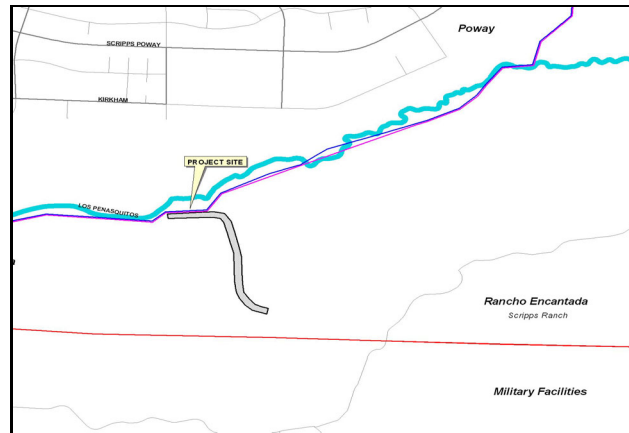 Poway
SCRIPPS POWAY
KIRKHAM
PROJECT SITE
LOS PENASQUITOS
Rancho Encantada
Scripps Ranch
Military Facilities